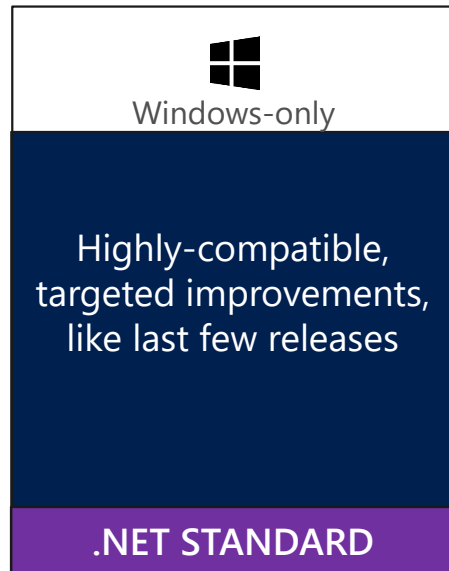 Windows-only
Highly-compatible,
targeted improvements,
like last few releases
.NET STANDARD